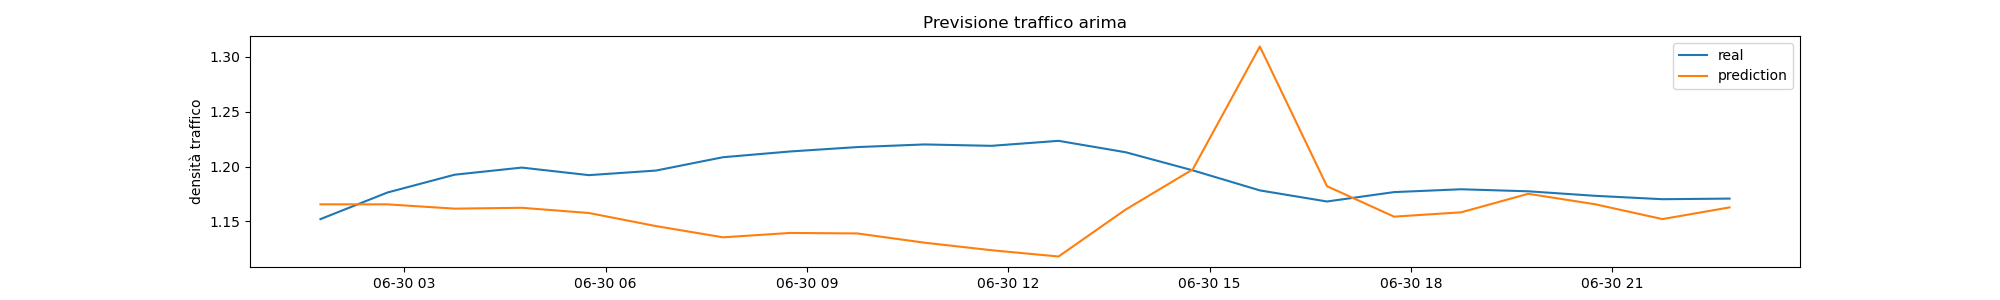 Previsione traffico arima
densità traffico
1.30
1.25
1.20
1.15
real
prediction
06-30 03
06-30 06
06-30 09
06-30 12
06-30 15
06-30 18
06-30 21